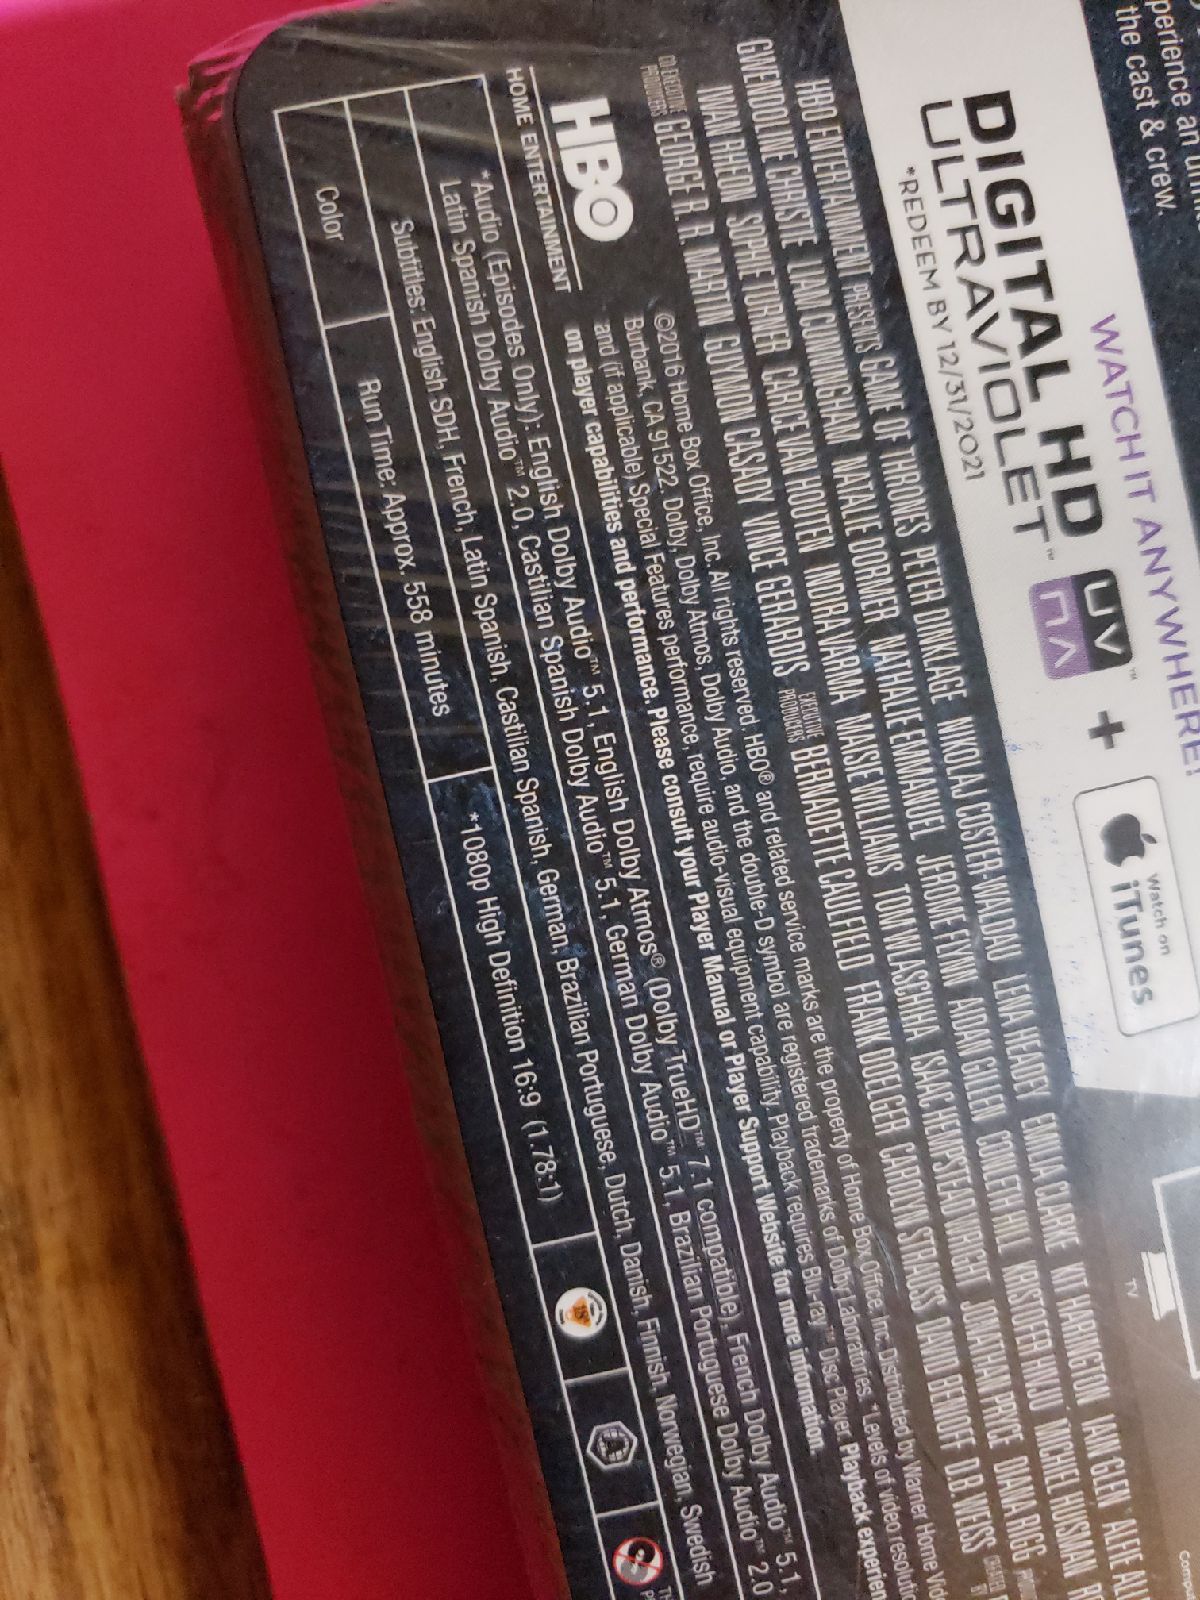 perience an
the cast & crew.
WATCH IT ANYWHERE!
DIGITAL HD
ULTRAVIOLET™
UV™ + Watch on
iTunes
*REDEEM BY 12/31/2021
TV
HBO ENTERTAINMENT PRESENTS GAME OF THRONES PETER DINKLAGE NIKOLAJ COSTER-WALDAU LENA HEADEY EMILIA CLARKE KIT HARINGTON IAIN GLEN ALFIE
GWENDOLINE CHRISTIE LIAM CUNNINGHAM NATALIE DORMER NATHALIE EMMANUEL JEROME FLYNN AIDAN GILLEN CONLETH HILL KRISTOFER HIVJU MICHIEL HUISMAN
IWAN RHEON SOPHIE TURNER CARICE VAN HOUTEN INDIRA VARMA MAISIE WILLIAMS TOM WLASCHIHA ISAAC HEMPSTEAD WRIGHT JONATHAN PRYCE DIANA RIGG
CO-EXECUTIVE PRODUCERS GEORGE R. R. MARTIN GUYMON CASADY VINCE GERARDIS EXECUTIVE PRODUCERS BERNADETTE CAULFIELD FRANK DOELGER CAROLYN STRAUSS DAVID BENIOFF D.B. WEISS
HBO
HOME ENTERTAINMENT
©2016 Home Box Office, Inc. All rights reserved. HBO® and related service marks are the property of Home Box Office, Inc. Distributed by Warner Home
Burbank, CA 91522. Dolby, Dolby Atmos, Dolby Audio, and the double-D symbol are registered trademarks of Dolby Laboratories. *Levels of video
and (if applicable) Special Features performance, require audio-visual equipment capability. Playback requires Blu-ray™ Disc Player. Playback
on player capabilities and performance. Please consult your Player Manual or Player Support Website for more information.
*Audio (Episodes Only): English Dolby Audio™ 5.1, English Dolby Atmos® (Dolby TrueHD™ 7.1 compatible), French Dolby Audio™ 5.1,
Latin Spanish Dolby Audio™ 2.0, Castilian Spanish Dolby Audio™ 5.1, German Dolby Audio™ 5.1, Brazilian Portuguese Dolby Audio™ 2.0
Subtitles: English SDH, French, Latin Spanish, Castilian Spanish, German, Brazilian Portuguese, Dutch, Danish, Finnish, Norwegian, Swedish
Color Run Time: Approx. 558 minutes *1080p High Definition 16:9 (1.78:1) A